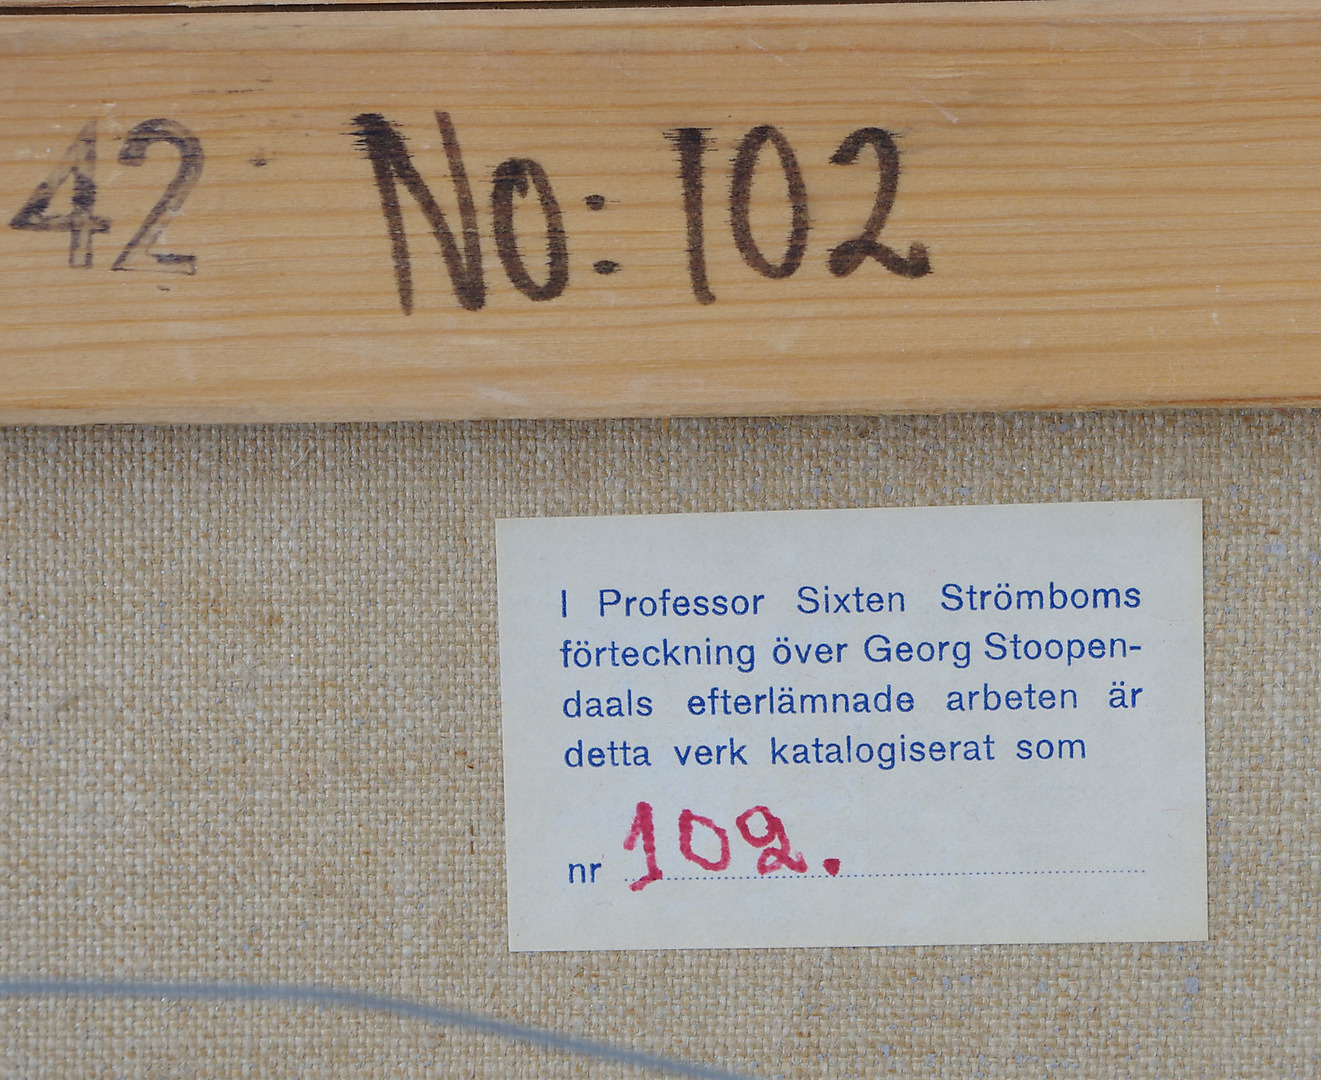 42 No: 102
I Professor Sixten Strömboms
förteckning över Georg Stoopen-
daals efterlämnade arbeten är
detta verk katalogiserat som
nr 102.